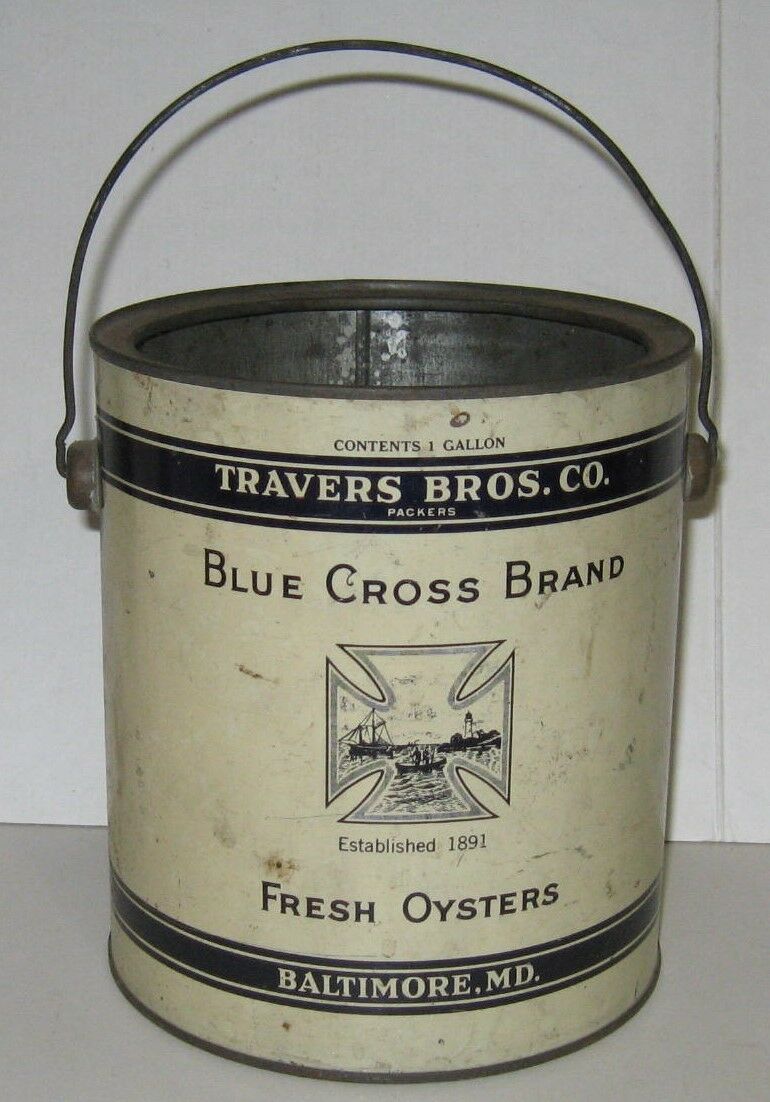 CONTENTS 1 GALLON
TRAVERS BROS. CO.
PACKERS
BLUE CROSS BRAND
Established 1891
FRESH OYSTERS
BALTIMORE, MD.